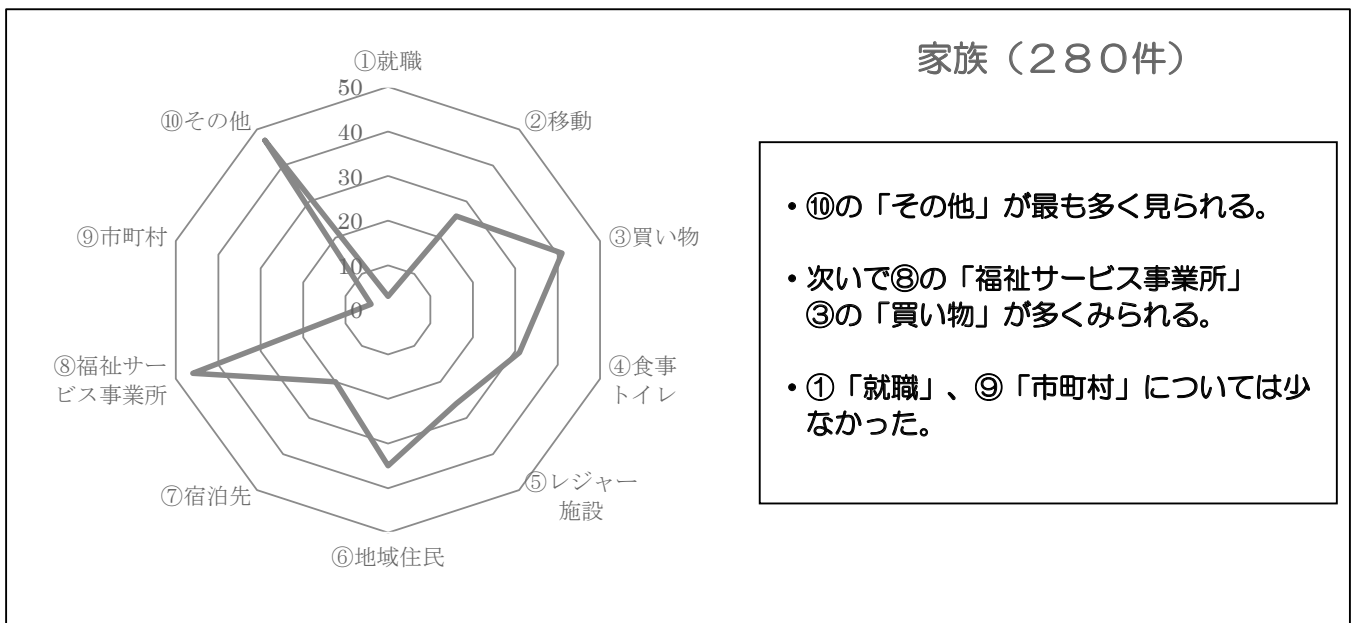 家族（２８０件）
①就職
50
40
30
20
10
0
②移動
③買い物
④食事
トイレ
⑤レジャー
施設
⑥地域住民
⑦宿泊先
⑧福祉サー
ビス事業所
⑨市町村
⑩その他
・⑩の「その他」が最も多く見られる。
・次いで⑧の「福祉サービス事業所」
③の「買い物」が多くみられる。
・①「就職」、⑨「市町村」については少
なかった。